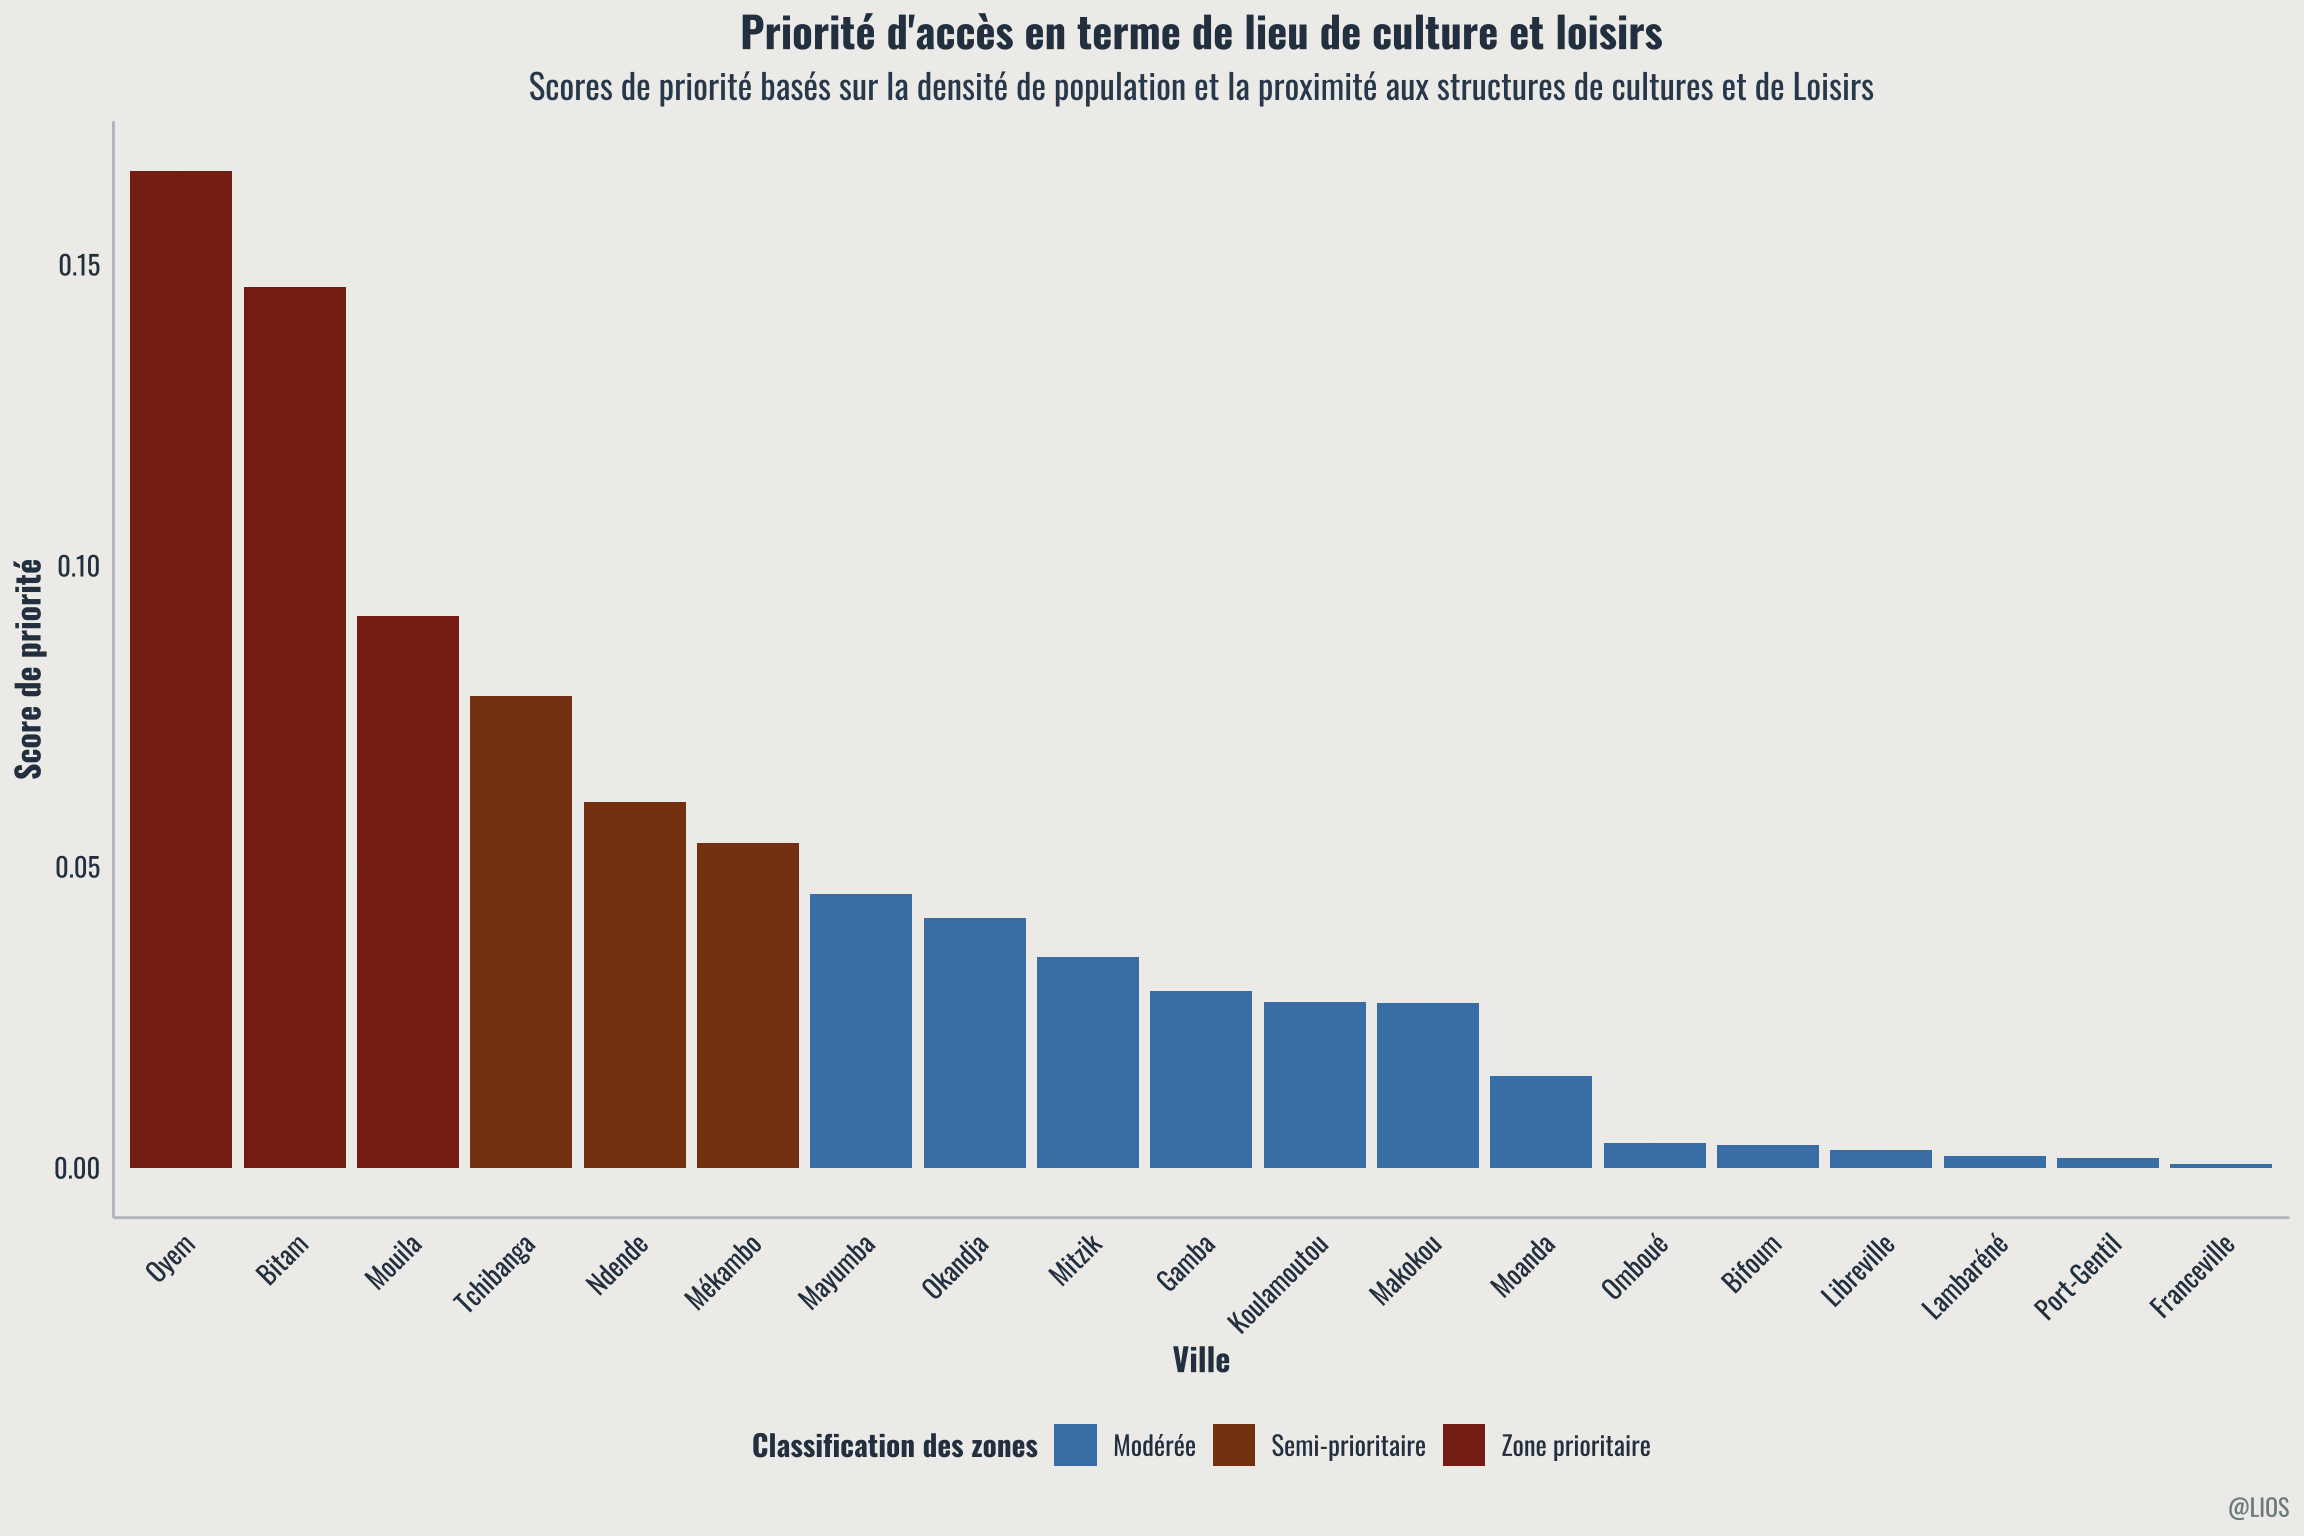 Priorité d'accès en terme de lieu de culture et loisirs
Scores de priorité basés sur la densité de population et la proximité aux structures de cultures et de Loisirs
Score de priorité
0.15
0.10
0.05
0.00
Oyem
Bitam
Mouila
Tchibanga
Ndende
Mékambo
Mayumba
Okandja
Mitzik
Gamba
Koulamoutou
Makokou
Moanda
Omboué
Bifoum
Libreville
Lambaréné
Port-Gentil
Franceville
Ville
Classification des zones Modérée Semi-prioritaire Zone prioritaire
@LIOS